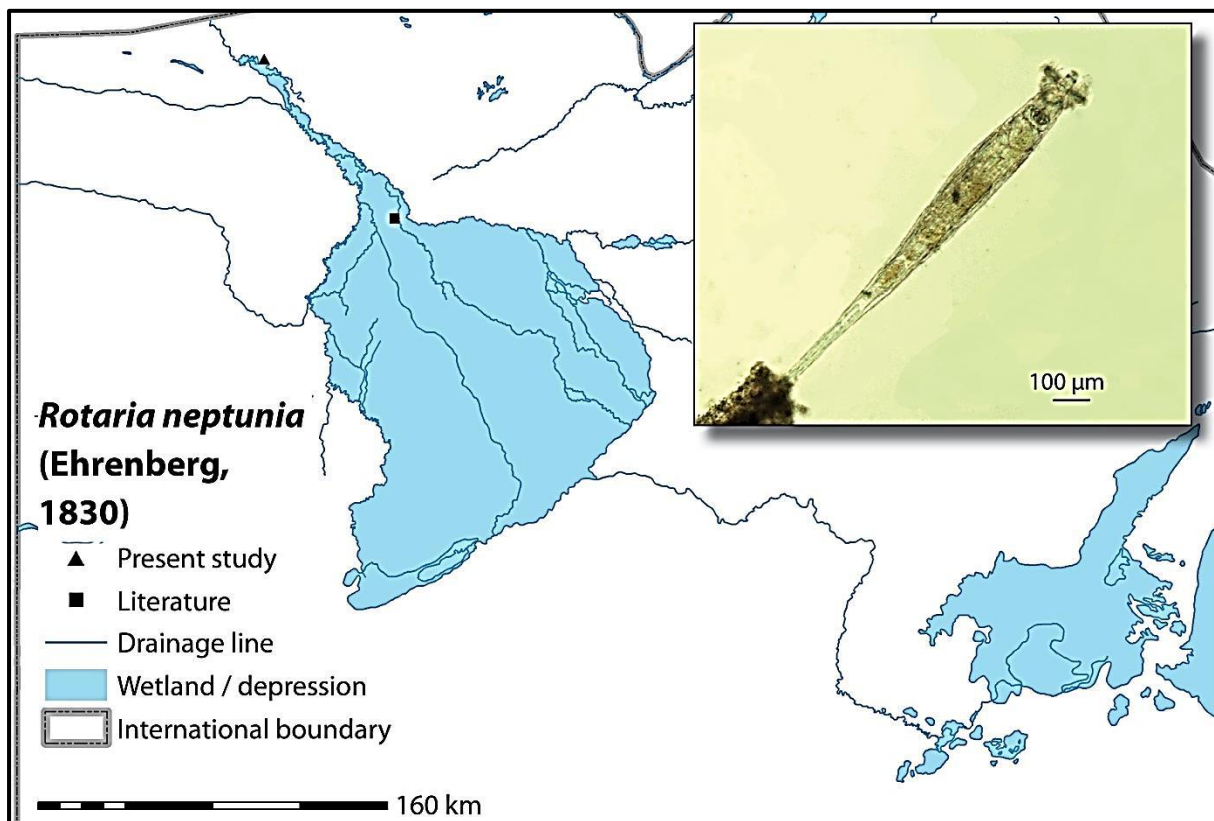 100 µm
Rotaria neptunia
(Ehrenberg,
1830)
Present study
Literature
Drainage line
Wetland / depression
International boundary
160 km